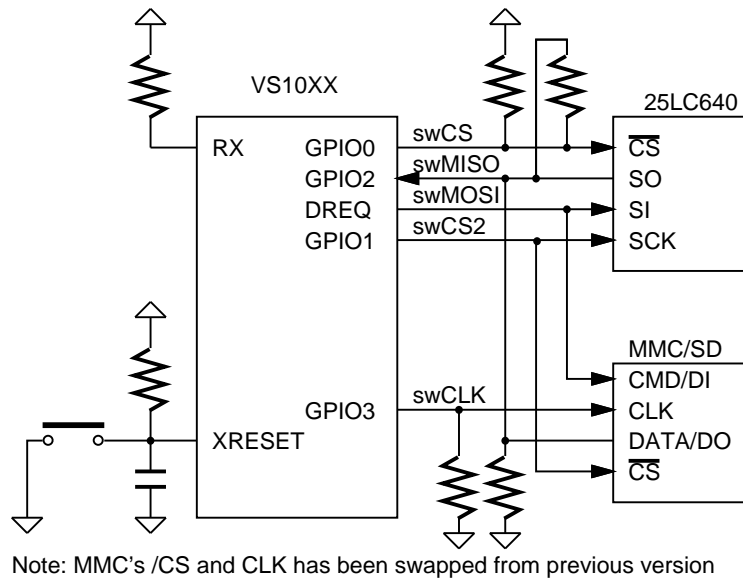 VS10XX
25LC640
RX
GPIO0
swCS
CS
GPIO2
swMISO
SO
DREQ
swMOSI
SI
GPIO1
swCS2
SCK
MMC/SD
CMD/DI
GPIO3
swCLK
CLK
XRESET
DATA/DO
CS
Note: MMC's /CS and CLK has been swapped from previous version